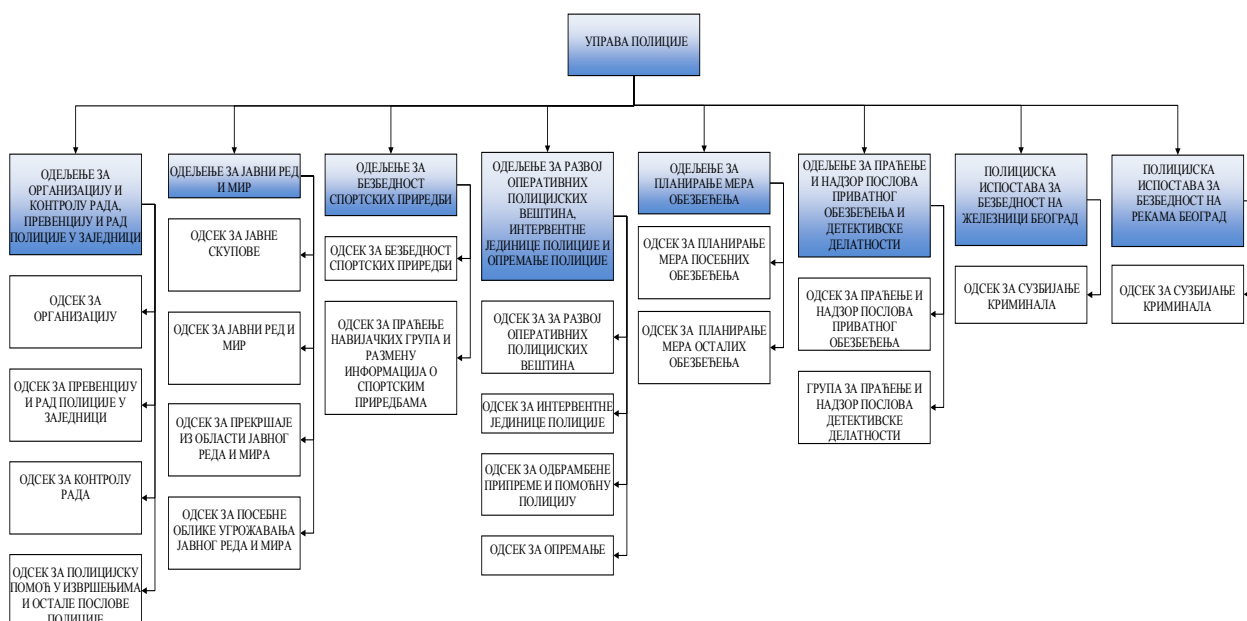 УПРАВА ПОЛИЦИЈЕ
ОДЕЉЕЊЕ ЗА
ОРГАНИЗАЦИЈУ И
КОНТРОЛУ РАДА,
ПРЕВЕНЦИЈУ И РАД
ПОЛИЦИЈЕ У ЗАЈЕДНИЦИ
ОДСЕК ЗА
ОРГАНИЗАЦИЈУ
ОДСЕК ЗА ПРЕВЕНЦИЈУ
И РАД ПОЛИЦИЈЕ У
ЗАЈЕДНИЦИ
ОДСЕК ЗА КОНТРОЛУ
РАДА
ОДСЕК ЗА ПОЛИЦИЈСКУ
ПОМОЋ У ИЗВРШЕЊИМА
И ОСТАЛЕ ПОСЛОВЕ
ПОЛИЦИЈЕ
ОДЕЉЕЊЕ ЗА ЈАВНИ РЕД
И МИР
ОДСЕК ЗА ЈАВНЕ
СКУПОВЕ
ОДСЕК ЗА ЈАВНИ РЕД И
МИР
ОДСЕК ЗА ПРЕКРШАЈЕ
ИЗ ОБЛАСТИ ЈАВНОГ
РЕДА И МИРА
ОДСЕК ЗА ПОСЕБНЕ
ОБЛИКЕ УГРОЖАВАЊА
ЈАВНОГ РЕДА И МИРА
ОДЕЉЕЊЕ ЗА
БЕЗБЕДНОСТ
СПОРТСКИХ ПРИРЕДБИ
ОДСЕК ЗА БЕЗБЕДНОСТ
СПОРТСКИХ ПРИРЕДБИ
ОДСЕК ЗА ПРАЋЕЊЕ
НАВИЈАЧКИХ ГРУПА И
РАЗМЕНУ
ИНФОРМАЦИЈА О
СПОРТСКИМ
ПРИРЕДБАМА
ОДЕЉЕЊЕ ЗА РАЗВОЈ
ОПЕРАТИВНИХ
ПОЛИЦИЈСКИХ
ВЕШТИНА,
ИНТЕРВЕНТНЕ
ЈЕДИНИЦЕ ПОЛИЦИЈЕ И
ОПРЕМАЊЕ ПОЛИЦИЈЕ
ОДСЕК ЗА ЗА РАЗВОЈ
ОПЕРАТИВНИХ
ПОЛИЦИЈСКИХ
ВЕШТИНА
ОДСЕК ЗА ИНТЕРВЕНТНЕ
ЈЕДИНИЦЕ ПОЛИЦИЈЕ
ОДСЕК ЗА ОДБРАМБЕНЕ
ПРИПРЕМЕ И ПОМОЋНУ
ПОЛИЦИЈУ
ОДСЕК ЗА ОПРЕМАЊЕ
ОДЕЉЕЊЕ ЗА
ПЛАНИРАЊЕ МЕРА
ОБЕЗБЕЂЕЊА
ОДСЕК ЗА ПЛАНИРАЊЕ
МЕРА ПОСЕБНИХ
ОБЕЗБЕЂЕЊА
ОДСЕК ЗА ПЛАНИРАЊЕ
МЕРА ОСТАЛИХ
ОБЕЗБЕЂЕЊА
ОДЕЉЕЊЕ ЗА ПРАЋЕЊЕ
И НАДЗОР ПОСЛОВА
ПРИВАТНОГ
ОБЕЗБЕЂЕЊА И
ДЕТЕКТИВСКЕ
ДЕЛАТНОСТИ
ОДСЕК ЗА ПРАЋЕЊЕ И
НАДЗОР ПОСЛОВА
ПРИВАТНОГ
ОБЕЗБЕЂЕЊА
ГРУПА ЗА ПРАЋЕЊЕ И
НАДЗОР ПОСЛОВА
ДЕТЕКТИВСКЕ
ДЕЛАТНОСТИ
ПОЛИЦИЈСКА
ИСПОСТАВА ЗА
БЕЗБЕДНОСТ НА
ЖЕЛЕЗНИЦИ БЕОГРАД
ОДСЕК ЗА СУЗБИЈАЊЕ
КРИМИНАЛА
ПОЛИЦИЈСКА
ИСПОСТАВА ЗА
БЕЗБЕДНОСТ НА
РЕКАМА БЕОГРАД
ОДСЕК ЗА СУЗБИЈАЊЕ
КРИМИНАЛА